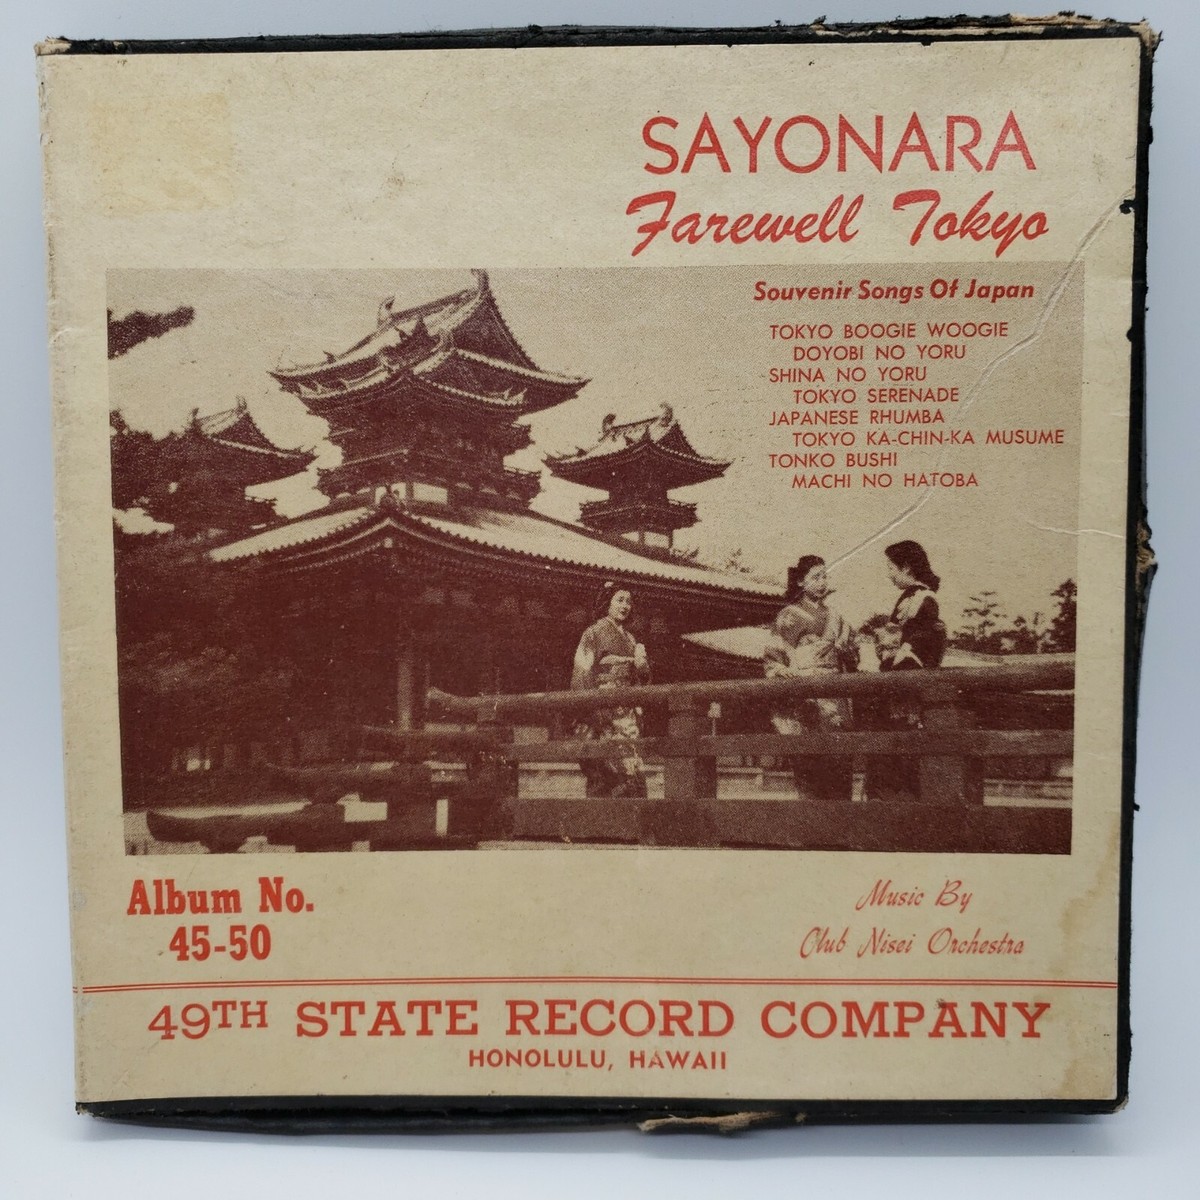 SAYONARA
Farewell Tokyo
Souvenir Songs Of Japan
TOKYO BOOGIE WOOGIE
DOYOBI NO YORU
SHINA NO YORU
TOKYO SERENADE
JAPANESE RHUMBA
TOKYO KA-CHIN-KA MUSUME
TONKO BUSHI
MACHI NO HATOBA
Album No.
45-50
Music By
Club Nisei Orchestra
49TH STATE RECORD COMPANY
HONOLULU, HAWAII